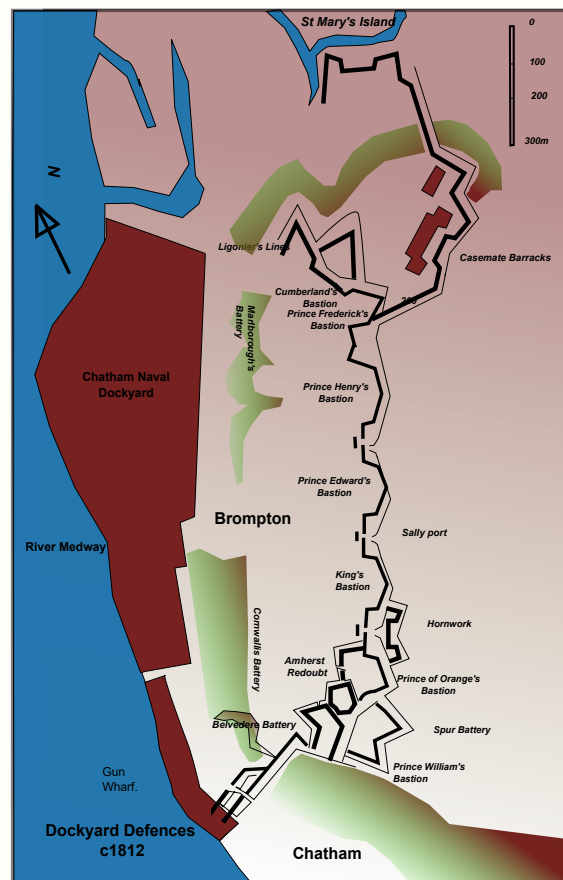 St Mary's Island
0
100
200
300m
N
Ligonier's Lines
Casemate Barracks
Cumberland's
Bastion
200
Prince Frederick's
Bastion
Marlborough's
Battery
Chatham Naval
Dockyard
Prince Henry's
Bastion
Prince Edward's
Bastion
Brompton
Sally port
River Medway
King's
Bastion
Cornwallis Battery
Hornwork
Amherst
Redoubt
Prince of Orange's
Bastion
Belvedere Battery
Spur Battery
Prince William's
Bastion
Gun
Wharf.
Dockyard Defences
c1812
Chatham